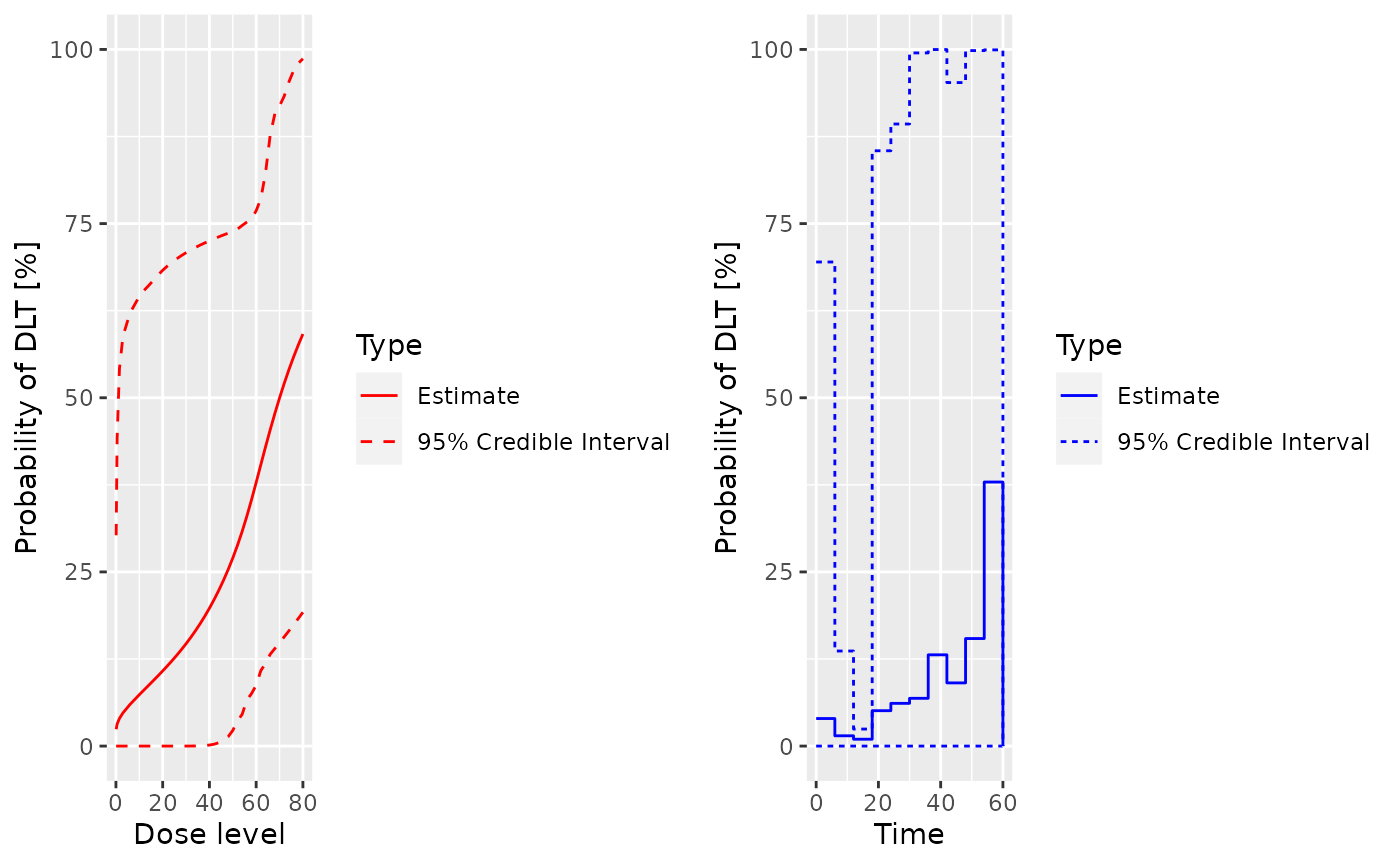 Probability of DLT [%]
100
75
50
25
0
0 20 40 60 80
Dose level
Type
Estimate
95% Credible Interval
Probability of DLT [%]
100
75
50
25
0
0 20 40 60
Time
Type
Estimate
95% Credible Interval